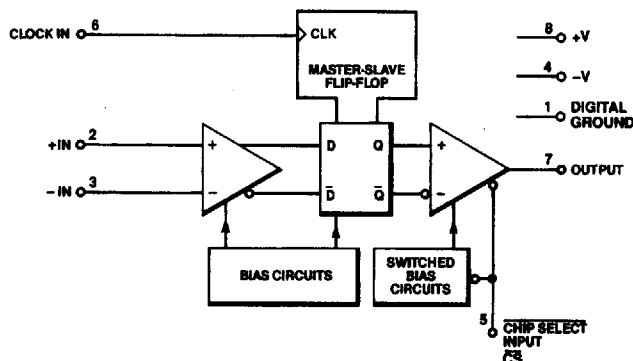 CLOCK IN 6
CLK
MASTER-SLAVE
FLIP-FLOP
8 +V
4 −V
1 DIGITAL
GROUND
+IN 2
+
D Q
+
7 OUTPUT
−IN 3
−
D̅ Q̅
−
BIAS CIRCUITS
SWITCHED
BIAS
CIRCUITS
5 CHIP SELECT
INPUT
C̅S̅